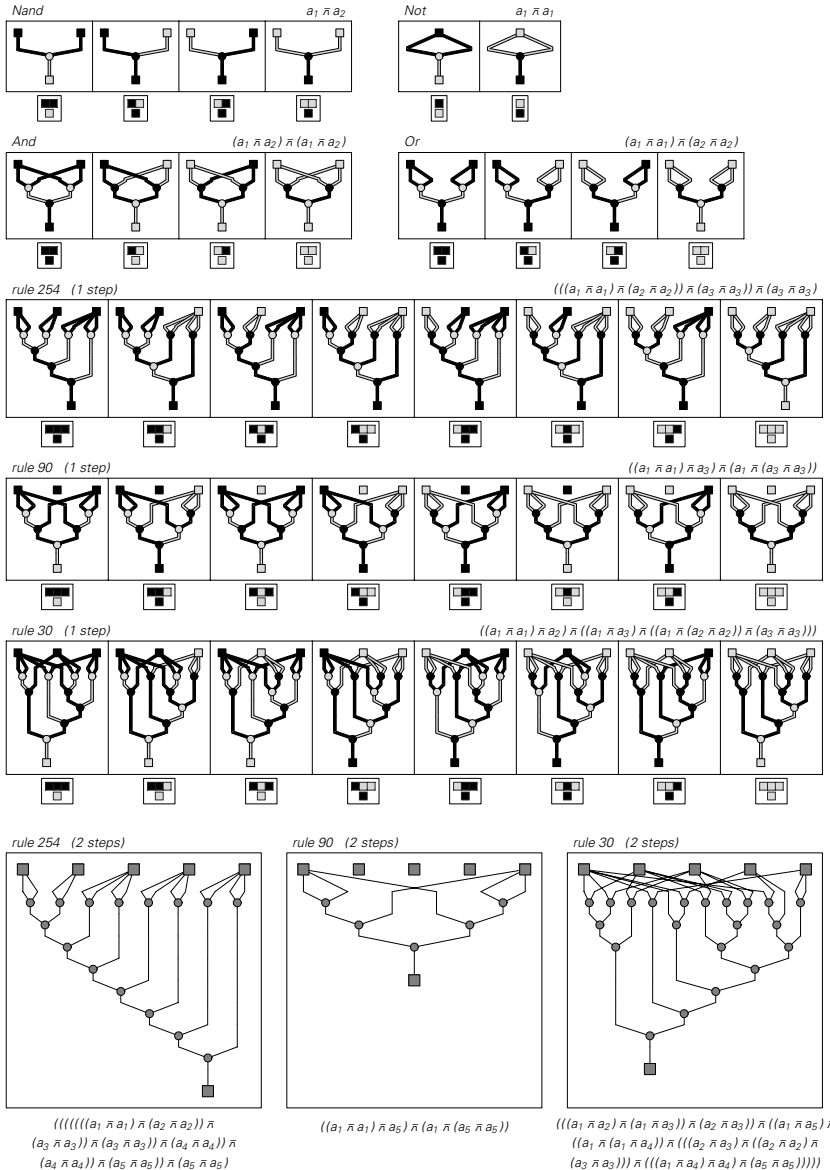 Nand a₁ ⊼ a₂ Not a₁ ⊼ a₁
And (a₁ ⊼ a₂) ⊼ (a₁ ⊼ a₂) Or (a₁ ⊼ a₁) ⊼ (a₂ ⊼ a₂)
rule 254 (1 step) (((a₁ ⊼ a₁) ⊼ (a₂ ⊼ a₂)) ⊼ (a₃ ⊼ a₃)) ⊼ (a₃ ⊼ a₃)
rule 90 (1 step) ((a₁ ⊼ a₁) ⊼ a₃) ⊼ (a₁ ⊼ (a₃ ⊼ a₃))
rule 30 (1 step) ((a₁ ⊼ a₁) ⊼ a₂) ⊼ ((a₁ ⊼ a₃) ⊼ ((a₁ ⊼ (a₂ ⊼ a₂)) ⊼ (a₃ ⊼ a₃)))
rule 254 (2 steps) rule 90 (2 steps) rule 30 (2 steps)
(((((((a₁ ⊼ a₁) ⊼ (a₂ ⊼ a₂)) ⊼
(a₃ ⊼ a₃)) ⊼ (a₃ ⊼ a₃)) ⊼ (a₄ ⊼ a₄)) ⊼
(a₄ ⊼ a₄)) ⊼ (a₅ ⊼ a₅)) ⊼ (a₅ ⊼ a₅)
((a₁ ⊼ a₁) ⊼ a₅) ⊼ (a₁ ⊼ (a₅ ⊼ a₅))
(((a₁ ⊼ a₂) ⊼ (a₁ ⊼ a₃)) ⊼ (a₂ ⊼ a₃)) ⊼ ((a₁ ⊼ a₅) ⊼
((a₁ ⊼ (a₁ ⊼ a₄)) ⊼ (((a₂ ⊼ a₃) ⊼ ((a₂ ⊼ a₂) ⊼
(a₃ ⊼ a₃))) ⊼ (((a₁ ⊼ a₄) ⊼ a₄) ⊼ (a₅ ⊼ a₅)))))